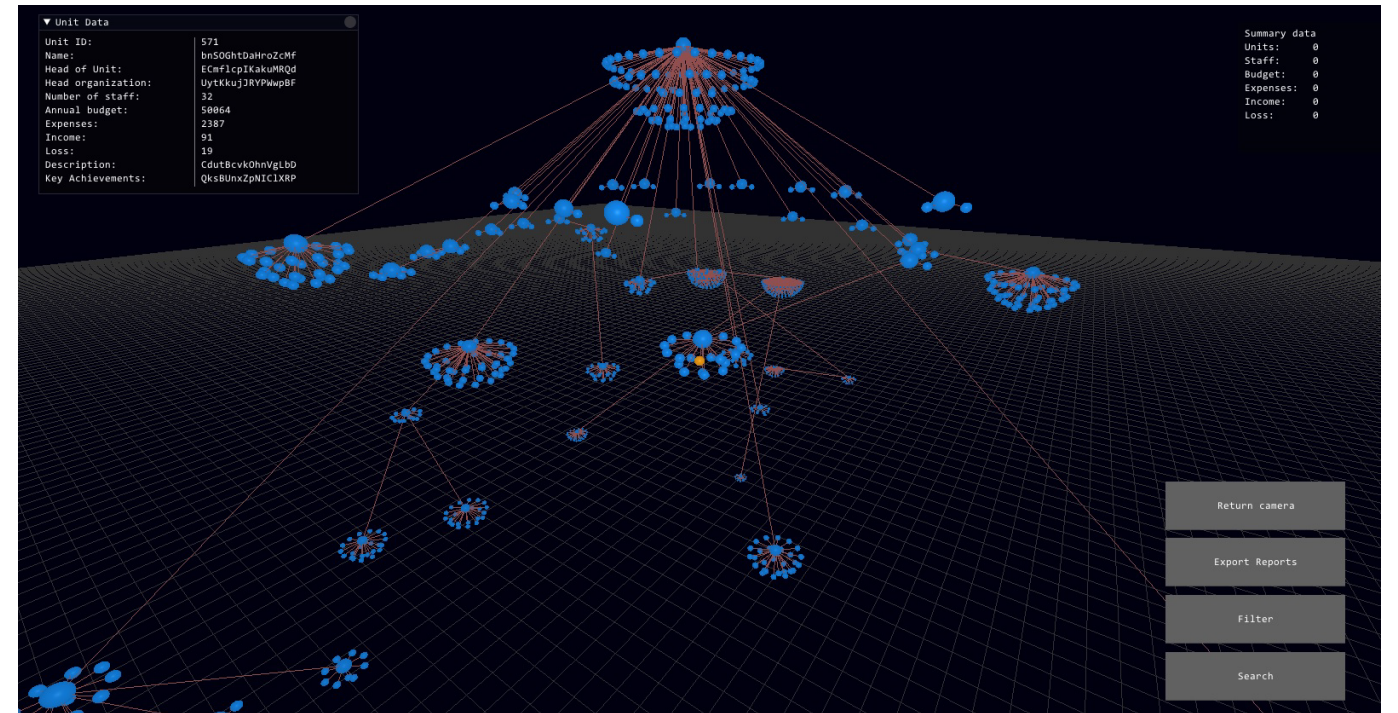 Unit Data
Unit ID: 571
Name: bnSOGhtDaHroZcMf
Head of Unit: ECmflcpIKakuMRQd
Head organization: UytKkujJRYPWwpBF
Number of staff: 32
Annual budget: 50064
Expenses: 2387
Income: 91
Loss: 19
Description: CdutBcvkOhnVgLbD
Key Achievements: QksBUnxZpNIClXRP
Summary data
Units: 0
Staff: 0
Budget: 0
Expenses: 0
Income: 0
Loss: 0
Return camera
Export Reports
Filter
Search